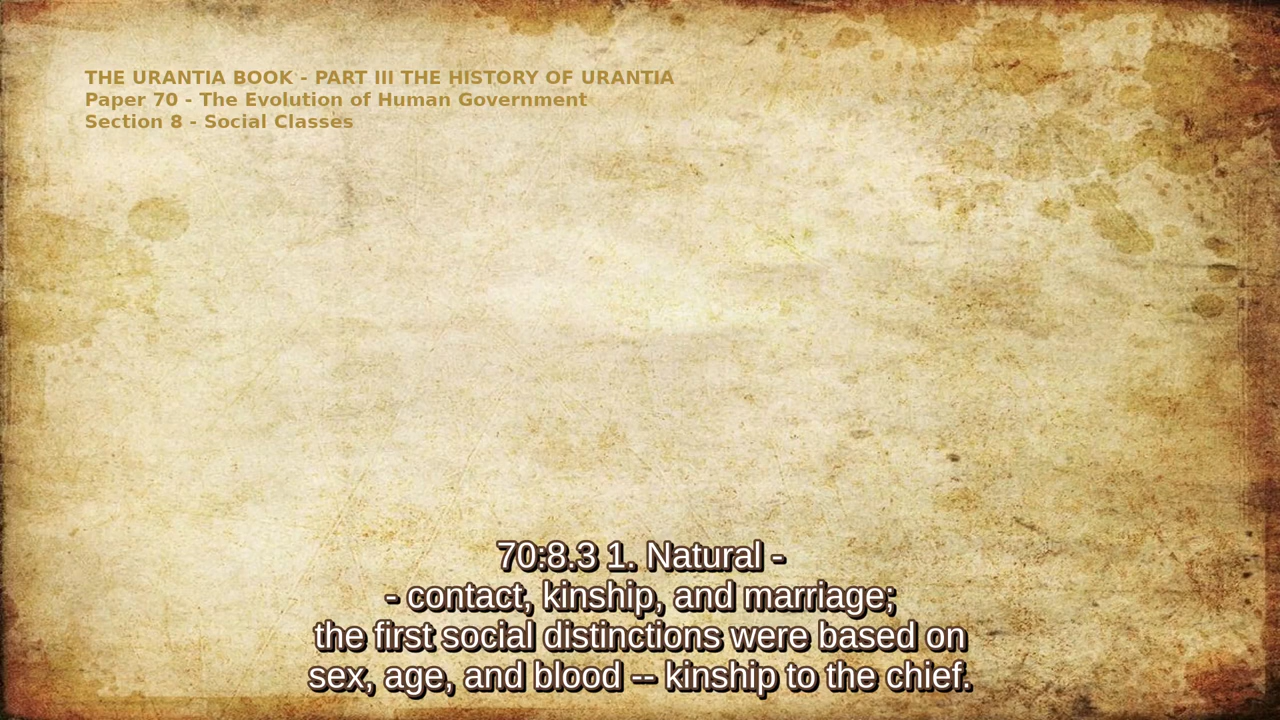 THE URANTIA BOOK - PART III THE HISTORY OF URANTIA
Paper 70 - The Evolution of Human Government
Section 8 - Social Classes
70:8.3 1. Natural -
- contact, kinship, and marriage;
the first social distinctions were based on
sex, age, and blood -- kinship to the chief.